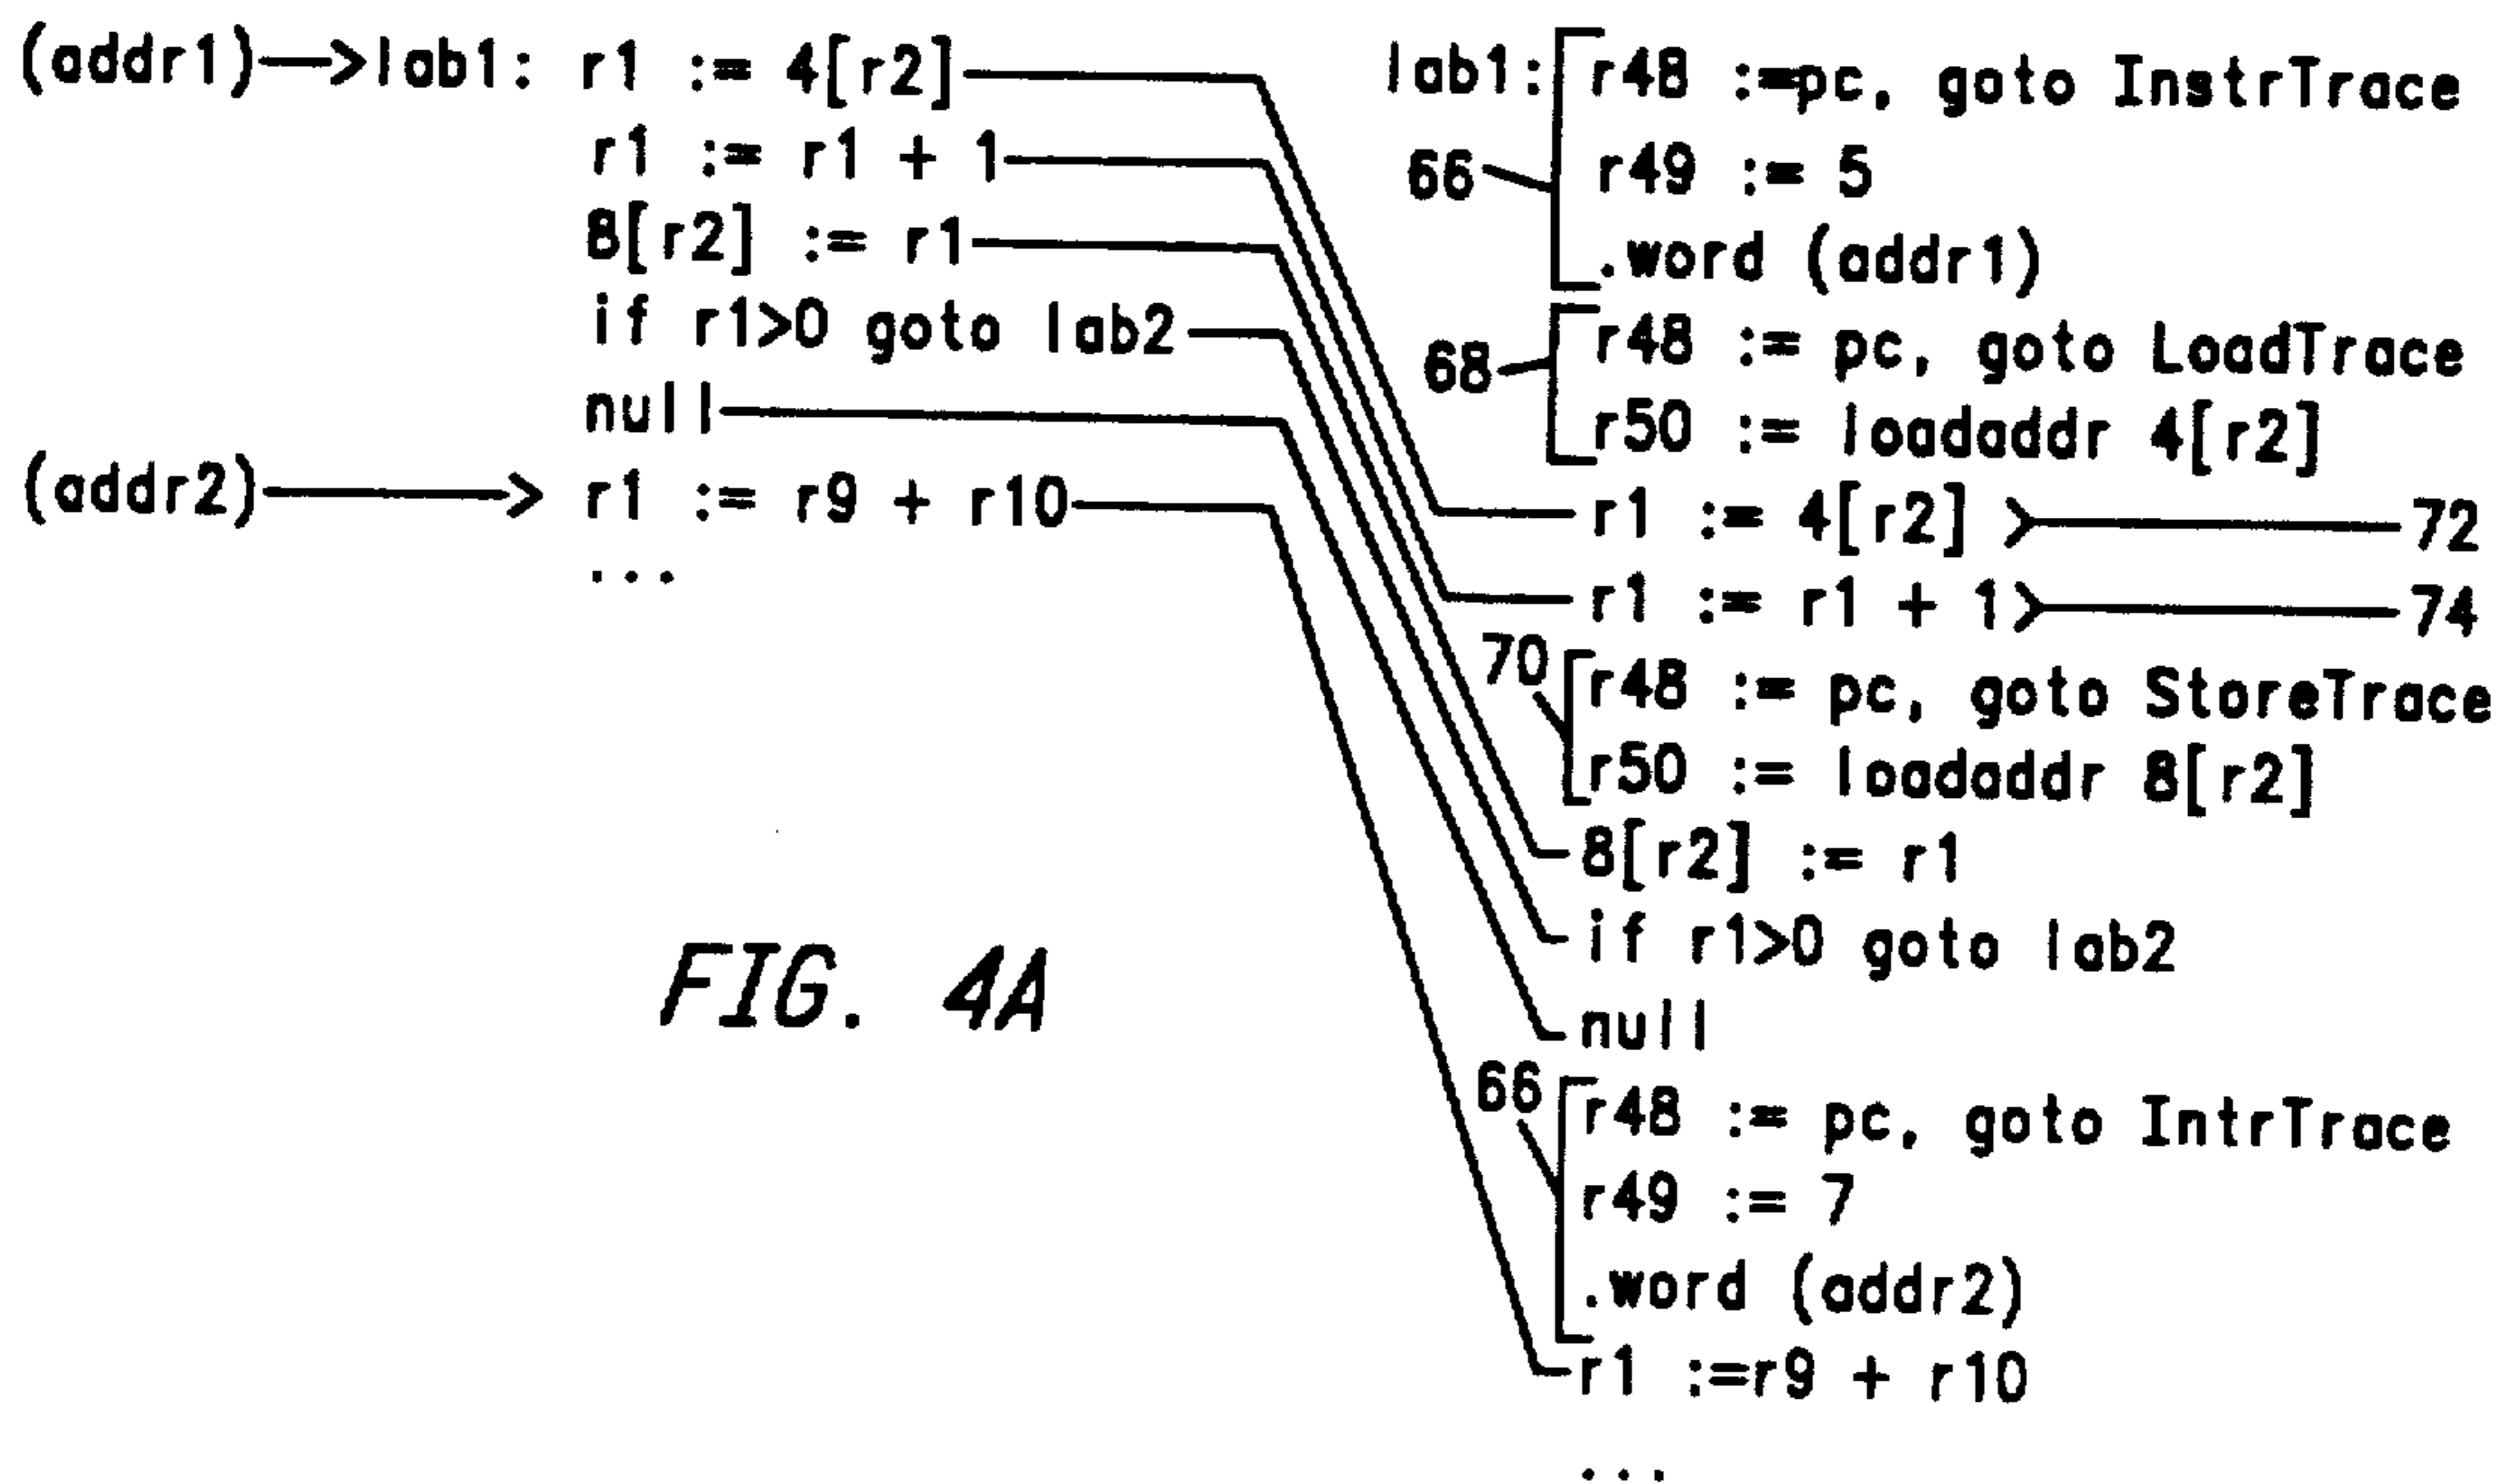 (addr1)—>lab1: r1 := 4[r2]
r1 := r1 + 1
8[r2] := r1
if r1>0 goto lab2
null
(addr2)——> r1 := r9 + r10
...
FIG. 4A
lab1: r48 :=pc, goto InstrTrace
66 r49 := 5
.word (addr1)
r48 := pc, goto LoadTrace
68
r50 := loadaddr 4[r2]
r1 := 4[r2] > 72
r1 := r1 + 1> 74
70
r48 := pc, goto StoreTrace
r50 := loadaddr 8[r2]
8[r2] := r1
if r1>0 goto lab2
null
66
r48 := pc, goto IntrTrace
r49 := 7
.word (addr2)
r1 :=r9 + r10
...